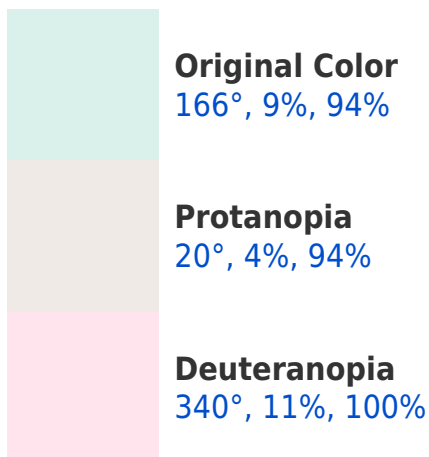 Original Color
166°, 9%, 94%
Protanopia
20°, 4%, 94%
Deuteranopia
340°, 11%, 100%